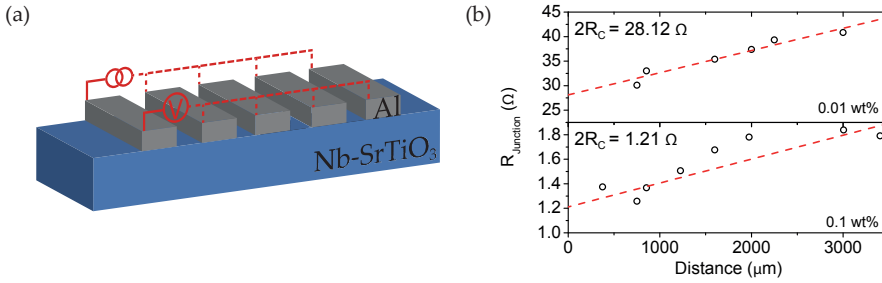 (a)
V
Al
Nb-SrTiO₃
(b)
45
40
35
30
25
2R_C = 28.12 Ω
0.01 wt%
1.8
1.6
1.4
1.2
1.0
2R_C = 1.21 Ω
0.1 wt%
R_Junction (Ω)
0 1000 2000 3000
Distance (µm)